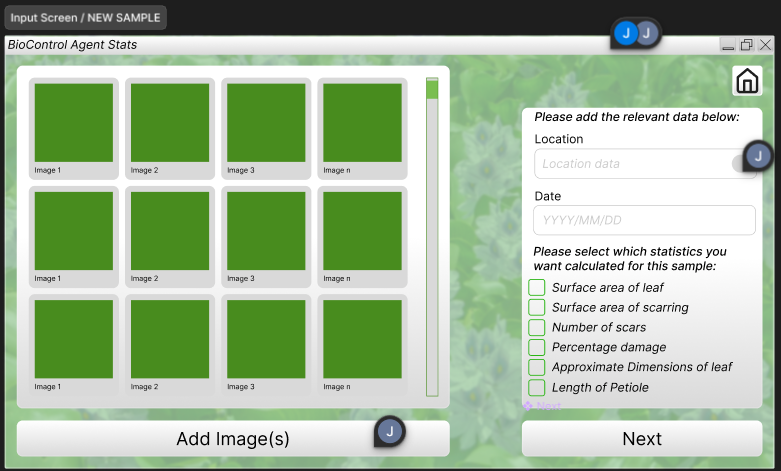 Input Screen / NEW SAMPLE
J J
BioControl Agent Stats
Image 1 Image 2 Image 3 Image n
Image 1 Image 2 Image 3 Image n
Image 1 Image 2 Image 3 Image n
Add Image(s)
J
Please add the relevant data below:
Location
Location data
J
Date
YYYY/MM/DD
Please select which statistics you
want calculated for this sample:
Surface area of leaf
Surface area of scarring
Number of scars
Percentage damage
Approximate Dimensions of leaf
Length of Petiole
Next
Next